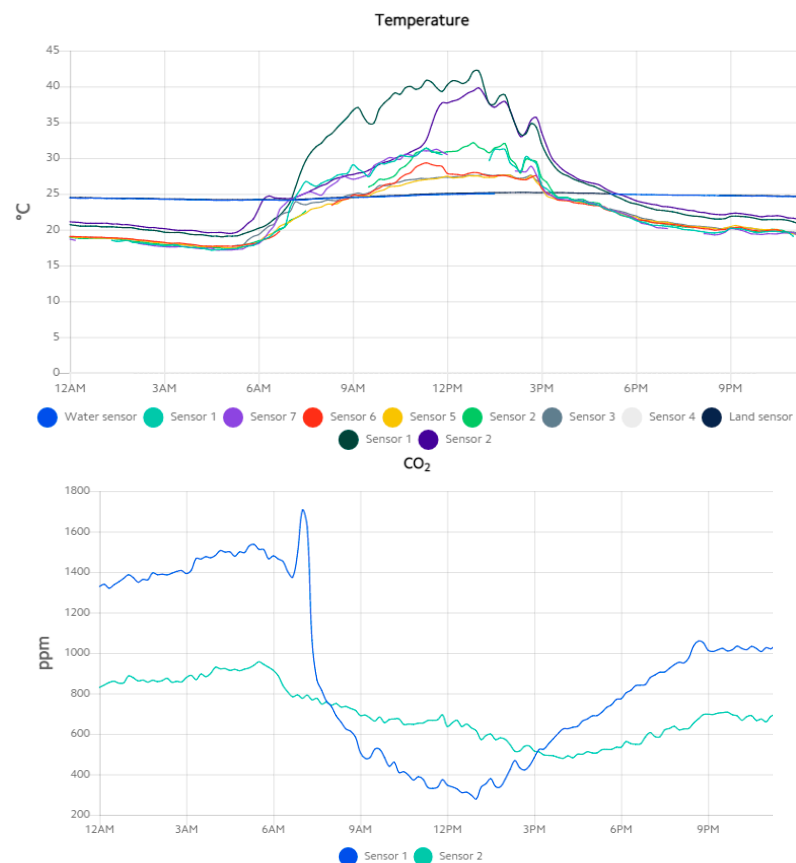 Temperature
45
40
35
30
25
20
15
10
5
0
°C
12AM 3AM 6AM 9AM 12PM 3PM 6PM 9PM
Water sensor Sensor 1 Sensor 7 Sensor 6 Sensor 5 Sensor 2 Sensor 3 Sensor 4 Land sensor
Sensor 1 Sensor 2
CO₂
1800
1600
1400
1200
1000
800
600
400
200
ppm
12AM 3AM 6AM 9AM 12PM 3PM 6PM 9PM
Sensor 1 Sensor 2